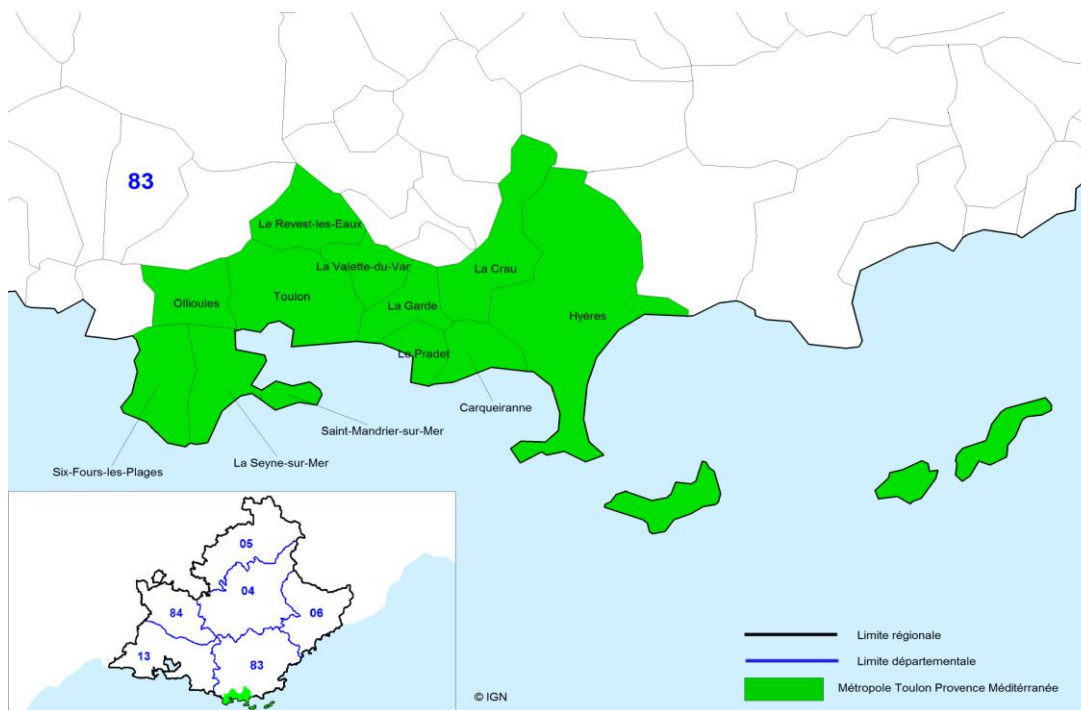 83
Le Revest-les-Eaux
La Valette-du-Var
La Crau
Ollioules
Toulon
La Garde
Hyères
Le Pradet
Carqueiranne
Saint-Mandrier-sur-Mer
La Seyne-sur-Mer
Six-Fours-les-Plages
05
04
84
06
13
83
© IGN
Limite régionale
Limite départementale
Métropole Toulon Provence Méditérranée